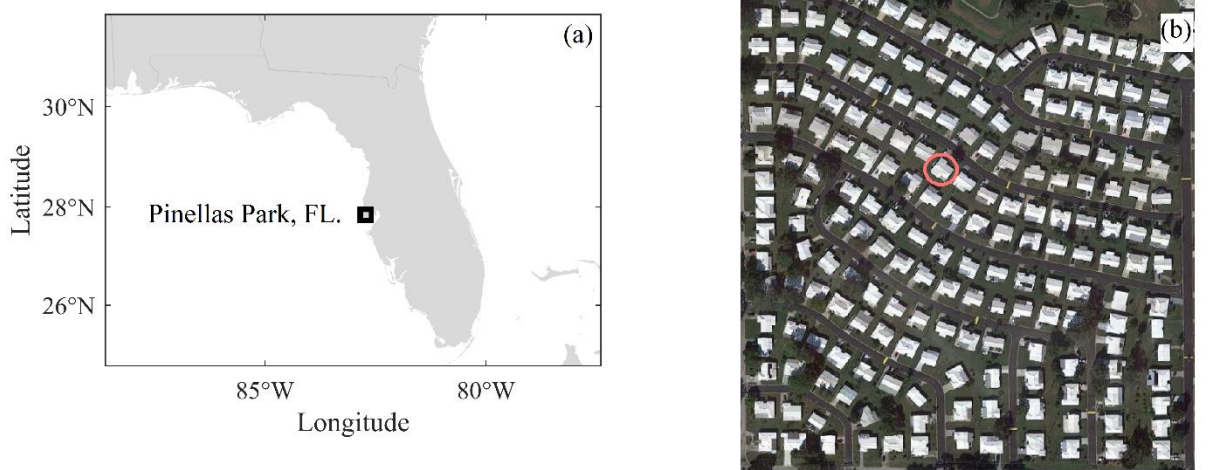 (a)
(b)
30°N
28°N
26°N
Latitude
Pinellas Park, FL.
85°W
80°W
Longitude